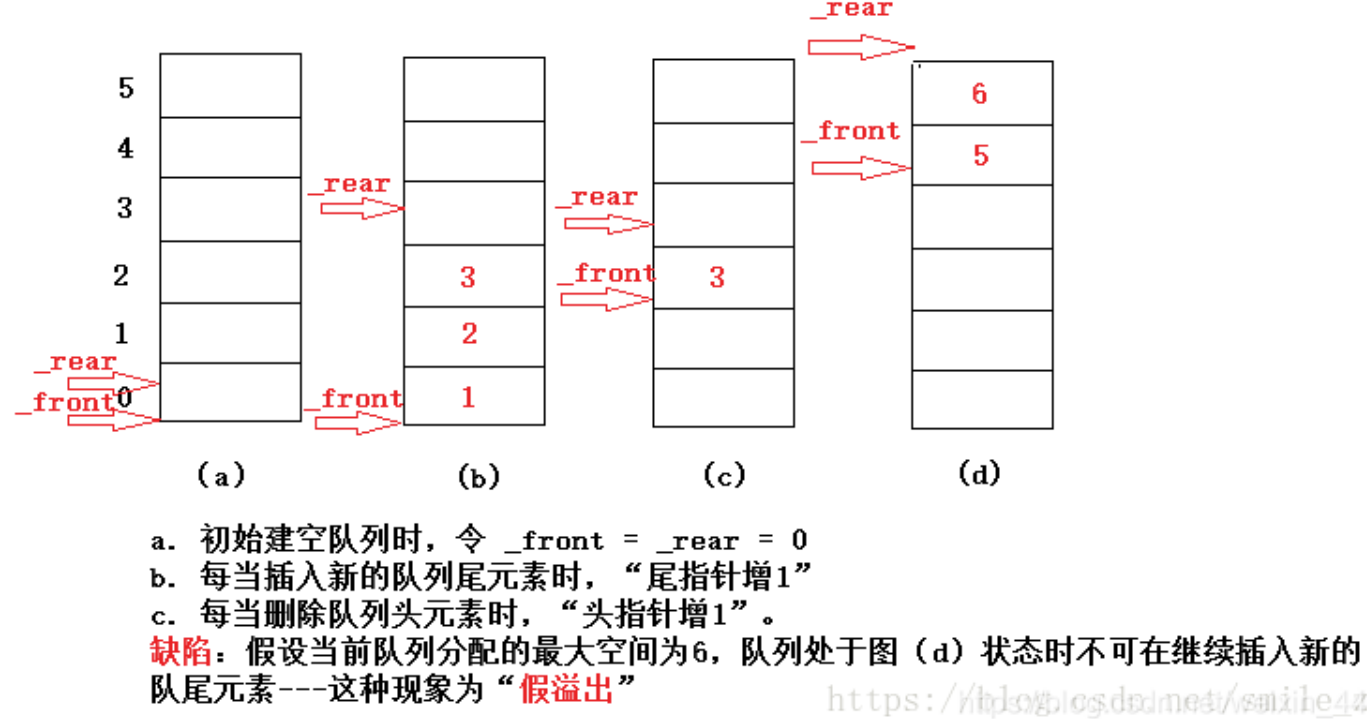 _rear
5
6
4
_front
5
3
_rear
_rear
2
3
_front
3
1
2
_rear
_front
0
_front
1
(a)
(b)
(c)
(d)
a. 初始建空队列时，令 _front = _rear = 0
b. 每当插入新的队列尾元素时，“尾指针增1”
c. 每当删除队列头元素时，“头指针增1”。
缺陷：假设当前队列分配的最大空间为6，队列处于图（d）状态时不可在继续插入新的
队尾元素---这种现象为“假溢出”
https://blog.csdn.net/smile_z